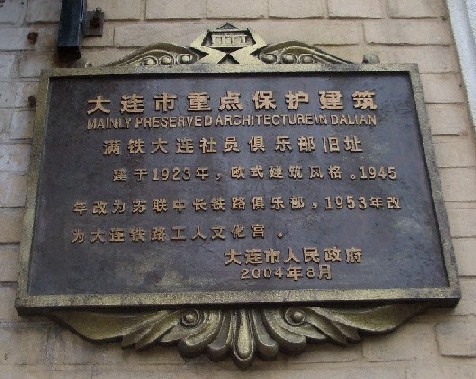 大连市重点保护建筑
MAINLY PRESERVED ARCHITECTURE IN DALIAN
满铁大连社员俱乐部旧址
建于1923年，欧式建筑风格。1945
年改为苏联中长铁路俱乐部，1953年改
为大连铁路工人文化宫。
大连市人民政府
2004年8月